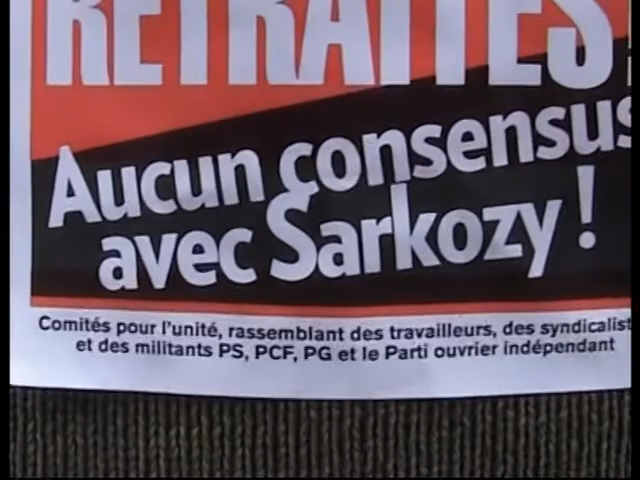 RETRAITES!
Aucun consensus
avec Sarkozy !
Comités pour l'unité, rassemblant des travailleurs, des syndicalist
et des militants PS, PCF, PG et le Parti ouvrier indépendant